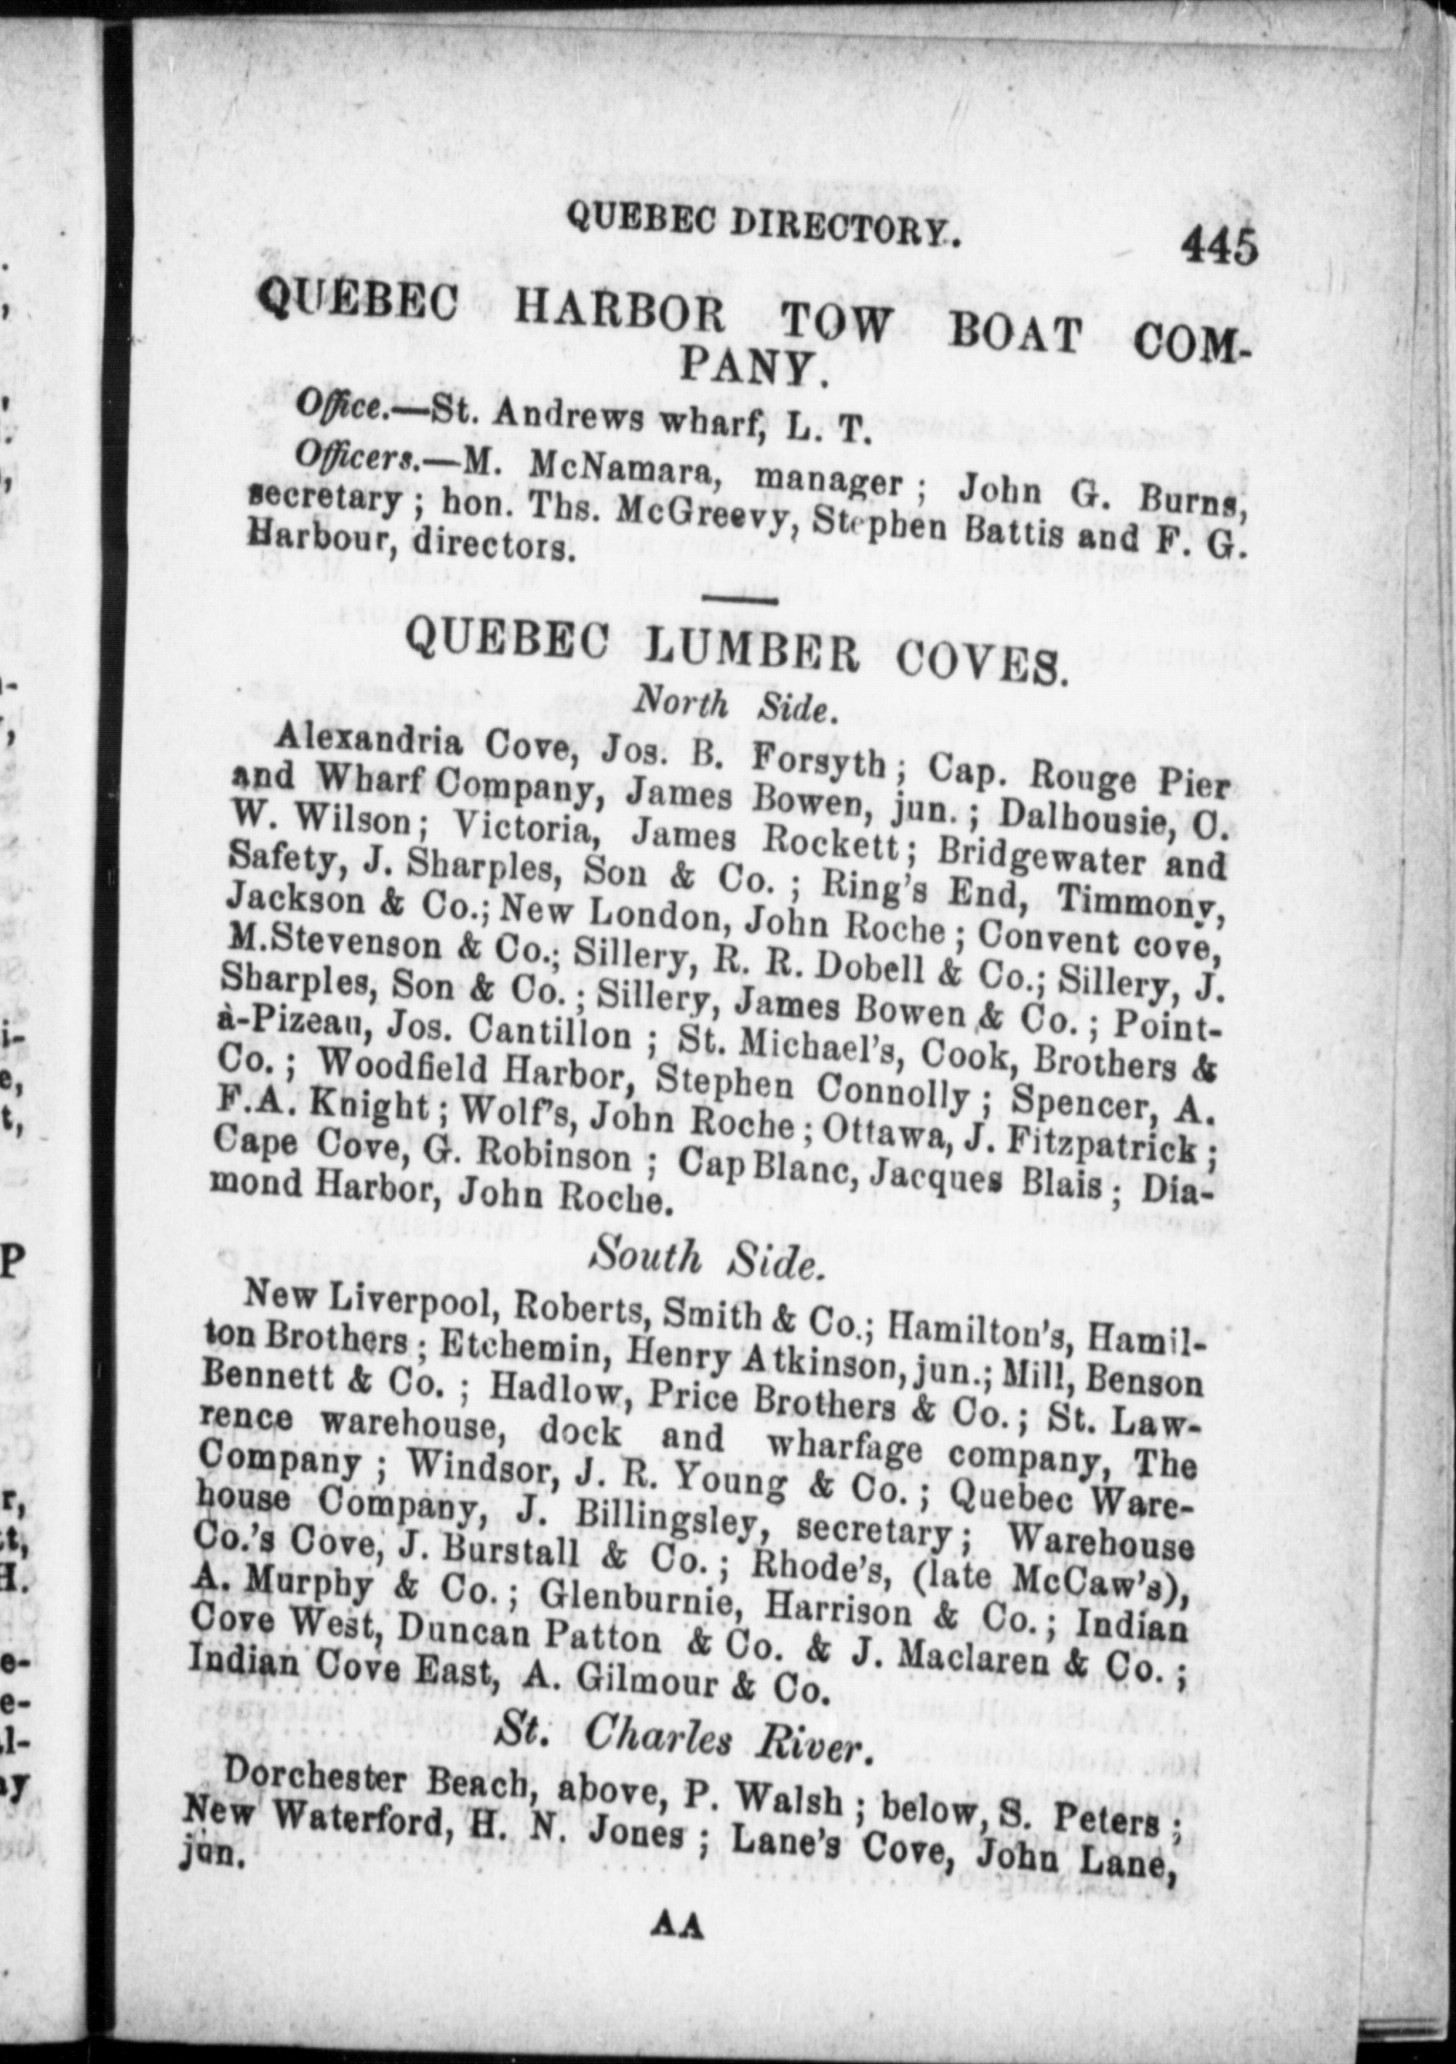 QUEBEC DIRECTORY. 445
QUEBEC HARBOR TOW BOAT COM-
PANY.
Office.—St. Andrews wharf, L. T.
Officers.—M. McNamara, manager ; John G. Burns,
secretary ; hon. Ths. McGreevy, Stephen Battis and F. G.
Harbour, directors.
QUEBEC LUMBER COVES.
North Side.
Alexandria Cove, Jos. B. Forsyth ; Cap. Rouge Pier
and Wharf Company, James Bowen, jun. ; Dalhousie, C.
W. Wilson ; Victoria, James Rockett ; Bridgewater and
Safety, J. Sharples, Son & Co. ; Ring's End, Timmony,
Jackson & Co.; New London, John Roche ; Convent cove,
M.Stevenson & Co.; Sillery, R. R. Dobell & Co.; Sillery, J.
Sharples, Son & Co. ; Sillery, James Bowen & Co. ; Point-
à-Pizeau, Jos. Cantillon ; St. Michael's, Cook, Brothers &
Co. ; Woodfield Harbor, Stephen Connolly ; Spencer, A.
F.A. Knight ; Wolf's, John Roche ; Ottawa, J. Fitzpatrick ;
Cape Cove, G. Robinson ; Cap Blanc, Jacques Blais ; Dia-
mond Harbor, John Roche.
South Side.
New Liverpool, Roberts, Smith & Co.; Hamilton's, Hamil-
ton Brothers ; Etchemin, Henry Atkinson, jun.; Mill, Benson
Bennett & Co. ; Hadlow, Price Brothers & Co. ; St. Law-
rence warehouse, dock and wharfage company, The
Company ; Windsor, J. R. Young & Co. ; Quebec Ware-
house Company, J. Billingsley, secretary ; Warehouse
Co.'s Cove, J. Burstall & Co. ; Rhode's, (late McCaw's),
A. Murphy & Co. ; Glenburnie, Harrison & Co. ; Indian
Cove West, Duncan Patton & Co. & J. Maclaren & Co. ;
Indian Cove East, A. Gilmour & Co.
St. Charles River.
Dorchester Beach, above, P. Walsh ; below, S. Peters ;
New Waterford, H. N. Jones ; Lane's Cove, John Lane,
jun.
AA